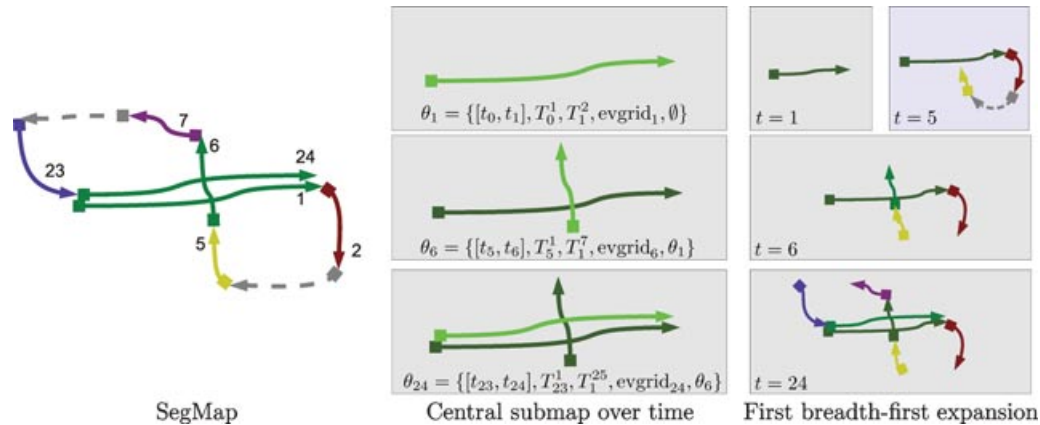 7
6
23
24
1
5
2
SegMap
θ₁ = {[t₀, t₁], T₀¹, T₁², evgrid₁, ∅}
θ₆ = {[t₅, t₆], T₅¹, T₁⁷, evgrid₆, θ₁}
θ₂₄ = {[t₂₃, t₂₄], T₂₃¹, T₁²⁵, evgrid₂₄, θ₆}
Central submap over time
t = 1
t = 5
t = 6
t = 24
First breadth-first expansion